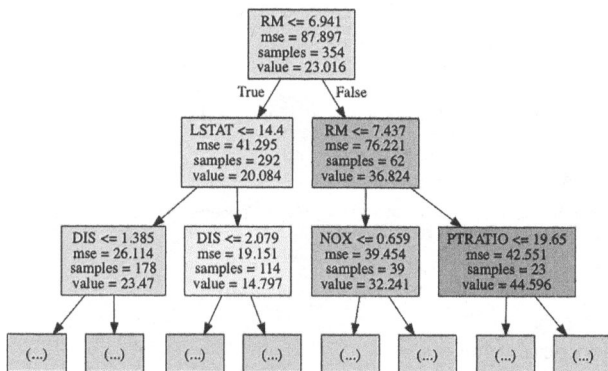 RM <= 6.941
mse = 87.897
samples = 354
value = 23.016
True
False
LSTAT <= 14.4
mse = 41.295
samples = 292
value = 20.084
RM <= 7.437
mse = 76.221
samples = 62
value = 36.824
DIS <= 1.385
mse = 26.114
samples = 178
value = 23.47
DIS <= 2.079
mse = 19.151
samples = 114
value = 14.797
NOX <= 0.659
mse = 39.454
samples = 39
value = 32.241
PTRATIO <= 19.65
mse = 42.551
samples = 23
value = 44.596
(...)
(...)
(...)
(...)
(...)
(...)
(...)
(...)